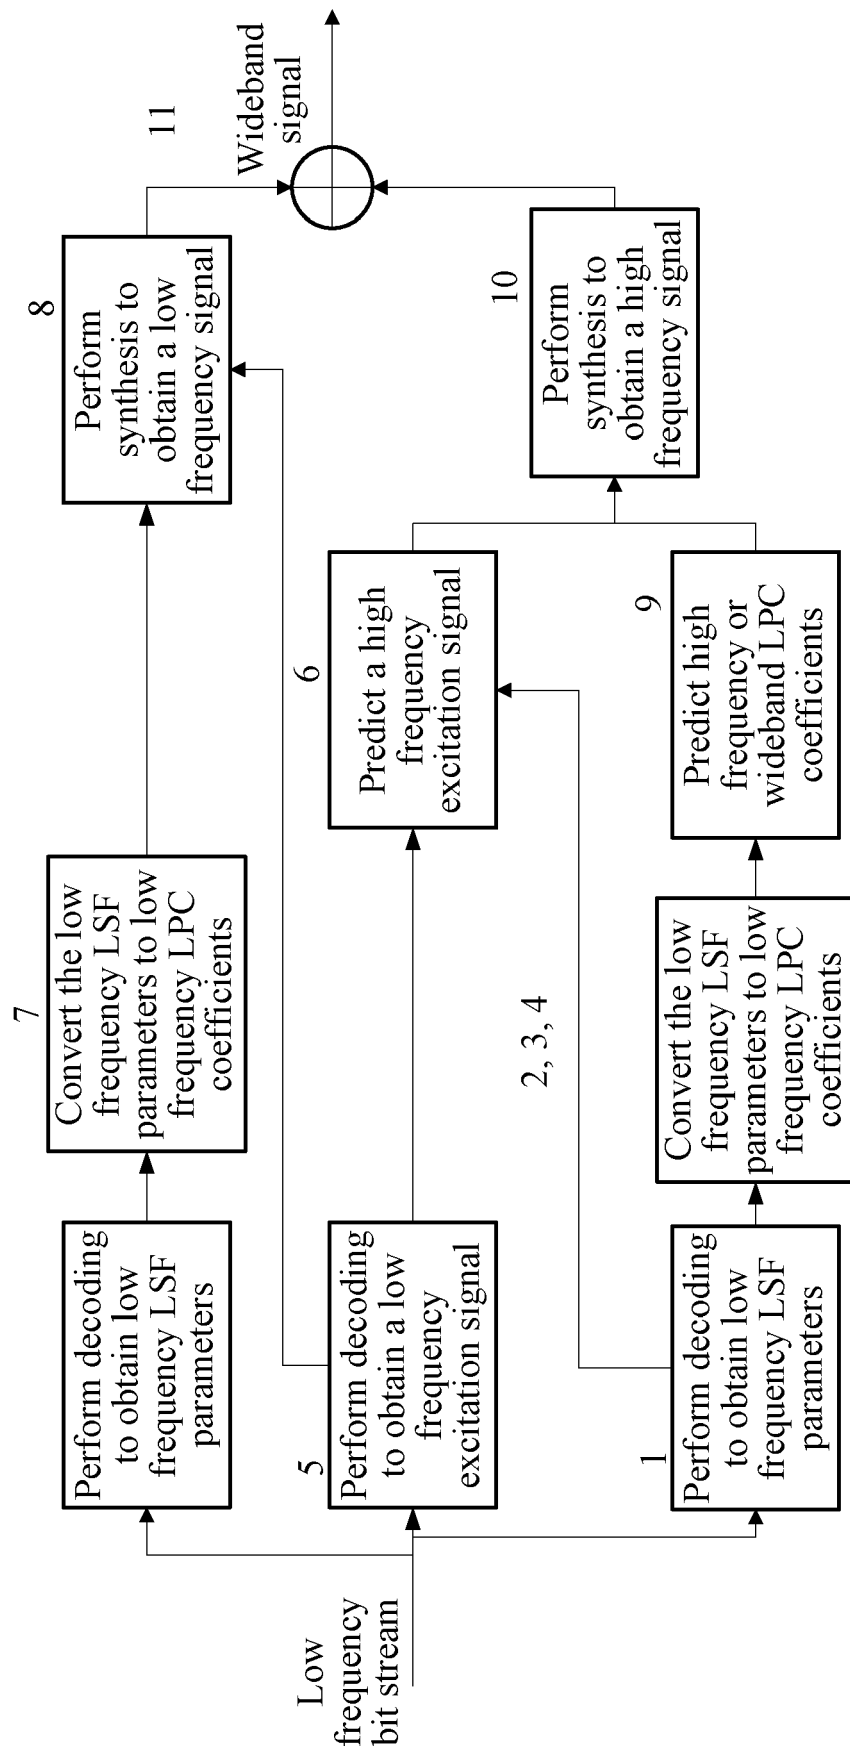 Low
frequency
bit stream
Perform decoding
to obtain low
frequency LSF
parameters
7
Convert the low
frequency LSF
parameters to low
frequency LPC
coefficients
8
Perform
synthesis to
obtain a low
frequency signal
11
Wideband
signal
5
Perform decoding
to obtain a low
frequency
excitation signal
6
Predict a high
frequency
excitation signal
2, 3, 4
10
Perform
synthesis to
obtain a high
frequency signal
1
Perform decoding
to obtain low
frequency LSF
parameters
Convert the low
frequency LSF
parameters to low
frequency LPC
coefficients
9
Predict high
frequency or
wideband LPC
coefficients